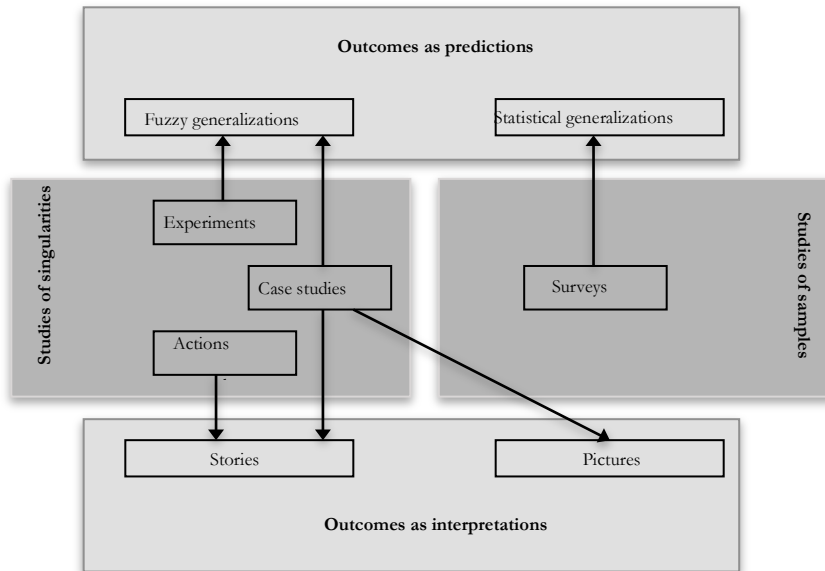 Outcomes as predictions
Fuzzy generalizations
Statistical generalizations
Studies of singularities
Experiments
Case studies
Actions
Surveys
Studies of samples
Stories
Pictures
Outcomes as interpretations